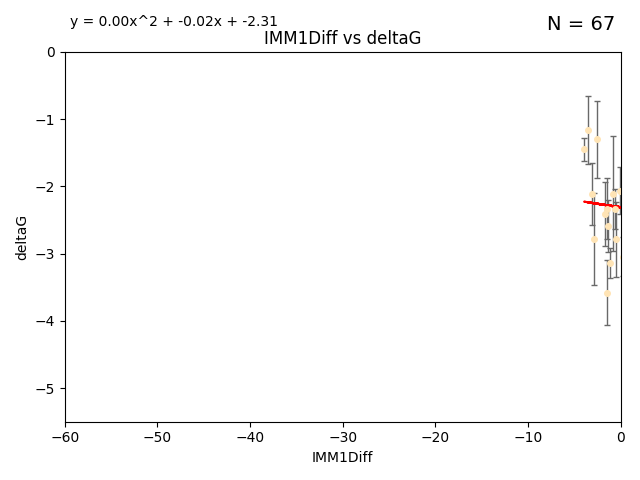 y = 0.00x^2 + -0.02x + -2.31
N = 67
IMM1Diff vs deltaG
0
−1
−2
−3
−4
−5
deltaG
−60 −50 −40 −30 −20 −10 0
IMM1Diff